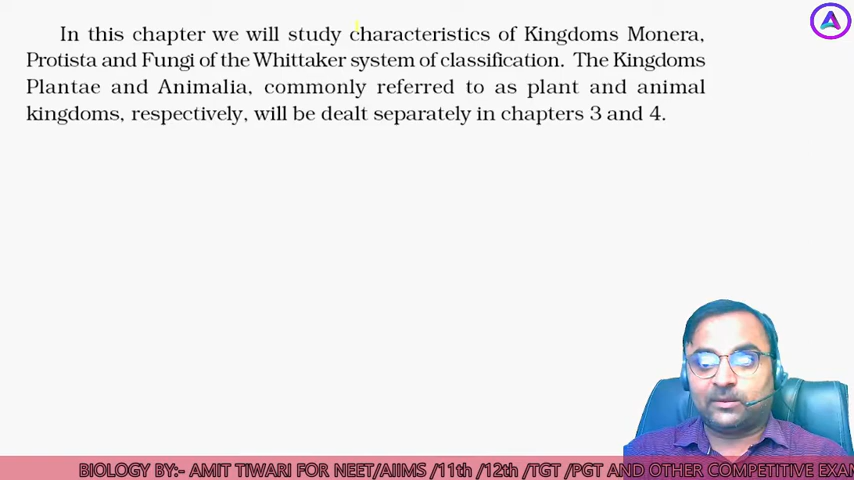 In this chapter we will study characteristics of Kingdoms Monera,
Protista and Fungi of the Whittaker system of classification. The Kingdoms
Plantae and Animalia, commonly referred to as plant and animal
kingdoms, respectively, will be dealt separately in chapters 3 and 4.
BIOLOGY BY:- AMIT TIWARI FOR NEET/AIIMS /11th /12th /TGT /PGT AND OTHER COMPETITIVE EXAM